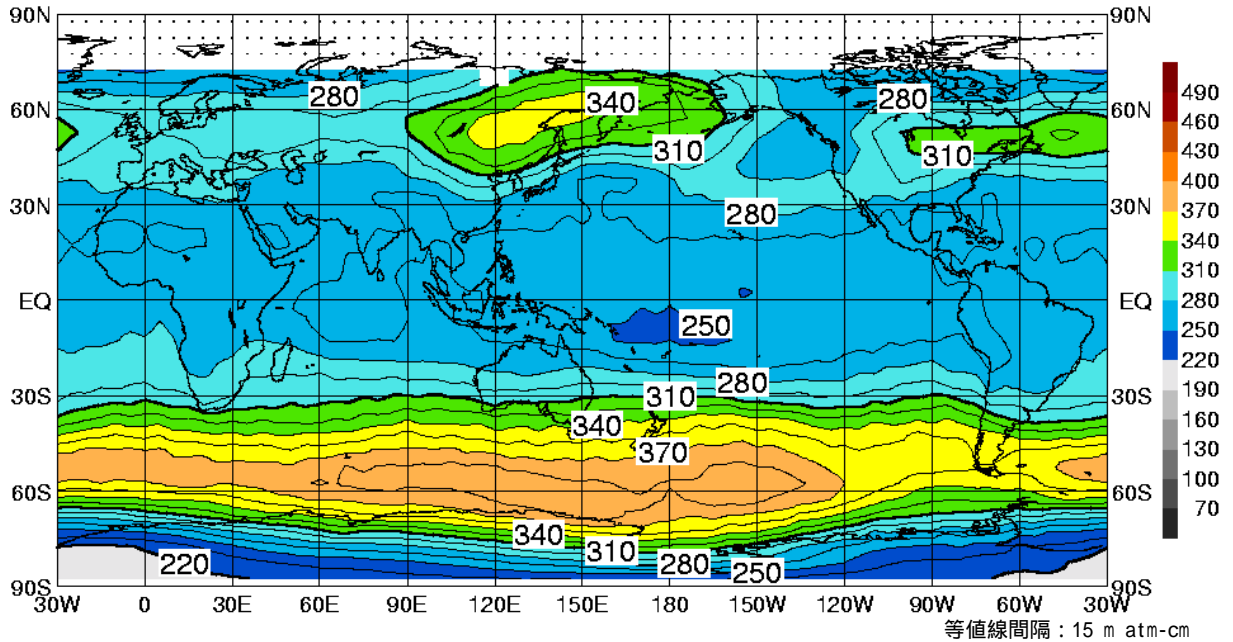 90N 90N
280
340
490
60N 280 60N
460
310 310
430
400
30N 280 30N
370
340
310
EQ 250 EQ
280
250
220
280
30S 310 30S
190
340
160
370
130
100
60S 60S
70
340
220 310 280 250
90S 90S
30W 0 30E 60E 90E 120E 150E 180 150W 120W 90W 60W 30W
等値線間隔：15 m atm-cm